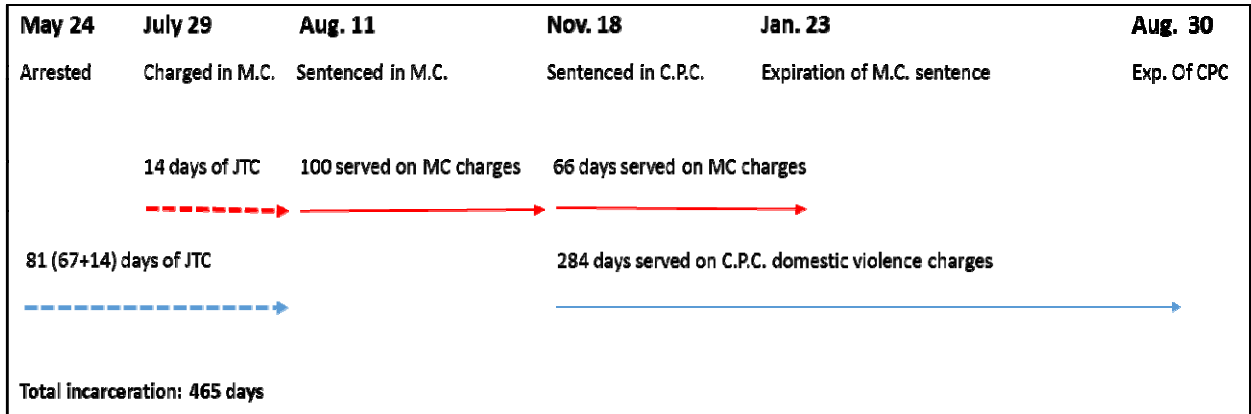 May 24 July 29 Aug. 11 Nov. 18 Jan. 23 Aug. 30
Arrested Charged in M.C. Sentenced in M.C. Sentenced in C.P.C. Expiration of M.C. sentence Exp. Of CPC
14 days of JTC 100 served on MC charges 66 days served on MC charges
81 (67+14) days of JTC 284 days served on C.P.C. domestic violence charges
Total incarceration: 465 days